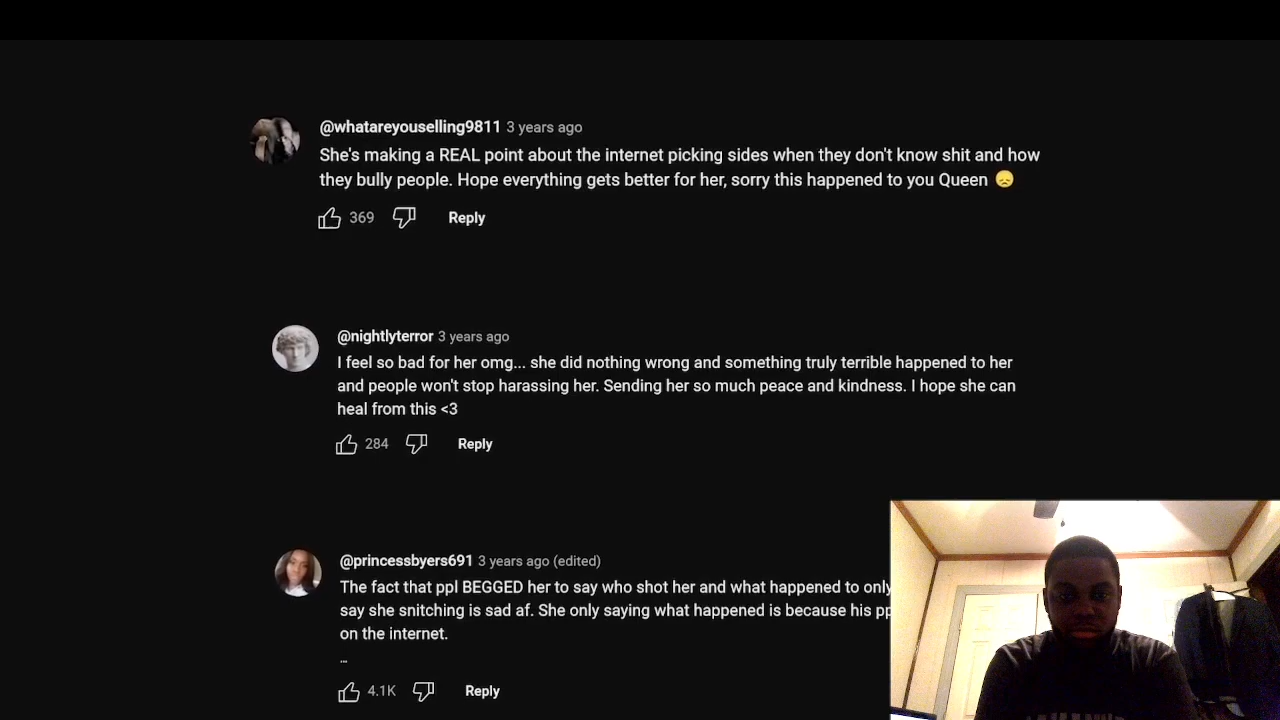 @whatareyouselling9811 3 years ago
She's making a REAL point about the internet picking sides when they don't know shit and how
they bully people. Hope everything gets better for her, sorry this happened to you Queen 😞
369 Reply
@nightlyterror 3 years ago
I feel so bad for her omg... she did nothing wrong and something truly terrible happened to her
and people won't stop harassing her. Sending her so much peace and kindness. I hope she can
heal from this <3
284 Reply
@princessbyers691 3 years ago (edited)
The fact that ppl BEGGED her to say who shot her and what happened to only
say she snitching is sad af. She only saying what happened is because his
on the internet.
...
4.1K Reply